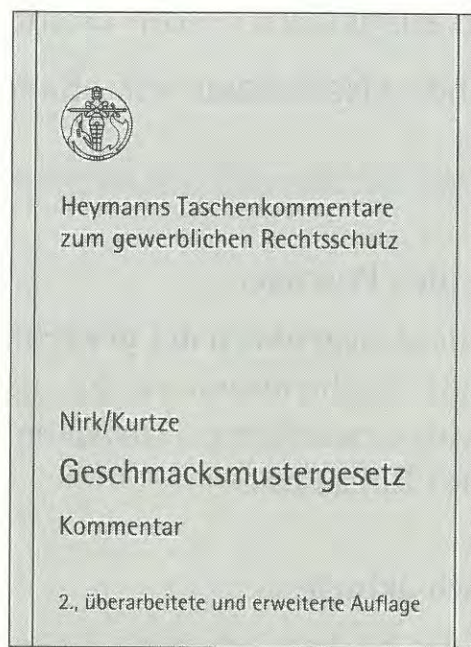 Heymanns Taschenkommentare
zum gewerblichen Rechtsschutz
Nirk/Kurtze
Geschmacksmustergesetz
Kommentar
2., überarbeitete und erweiterte Auflage